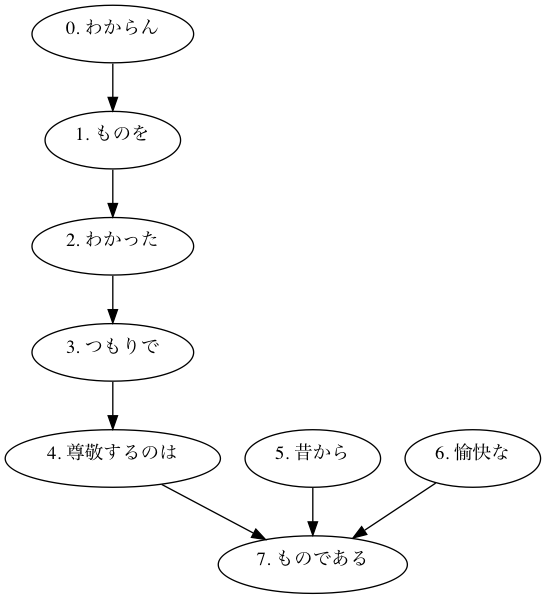 0. わからん
1. ものを
2. わかった
3. つもりで
4. 尊敬するのは
5. 昔から
6. 愉快な
7. ものである